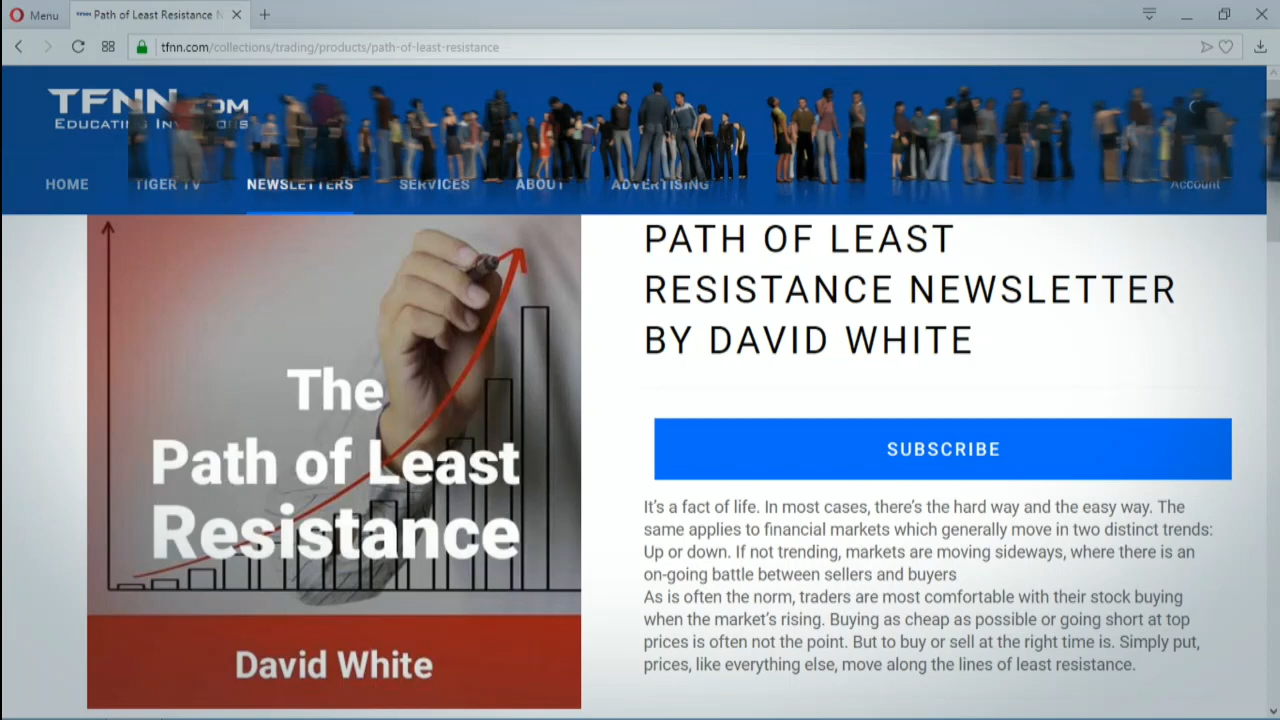 Menu
Path of Least Resistance N
tfnn.com/collections/trading/products/path-of-least-resistance
TFNN.COM
EDUCATING INVESTORS
HOME TIGER TV NEWSLETTERS SERVICES ABOUT ADVERTISING Account
PATH OF LEAST
RESISTANCE NEWSLETTER
BY DAVID WHITE
The
Path of Least
Resistance
David White
SUBSCRIBE
It's a fact of life. In most cases, there's the hard way and the easy way. The
same applies to financial markets which generally move in two distinct trends:
Up or down. If not trending, markets are moving sideways, where there is an
on-going battle between sellers and buyers
As is often the norm, traders are most comfortable with their stock buying
when the market's rising. Buying as cheap as possible or going short at top
prices is often not the point. But to buy or sell at the right time is. Simply put,
prices, like everything else, move along the lines of least resistance.